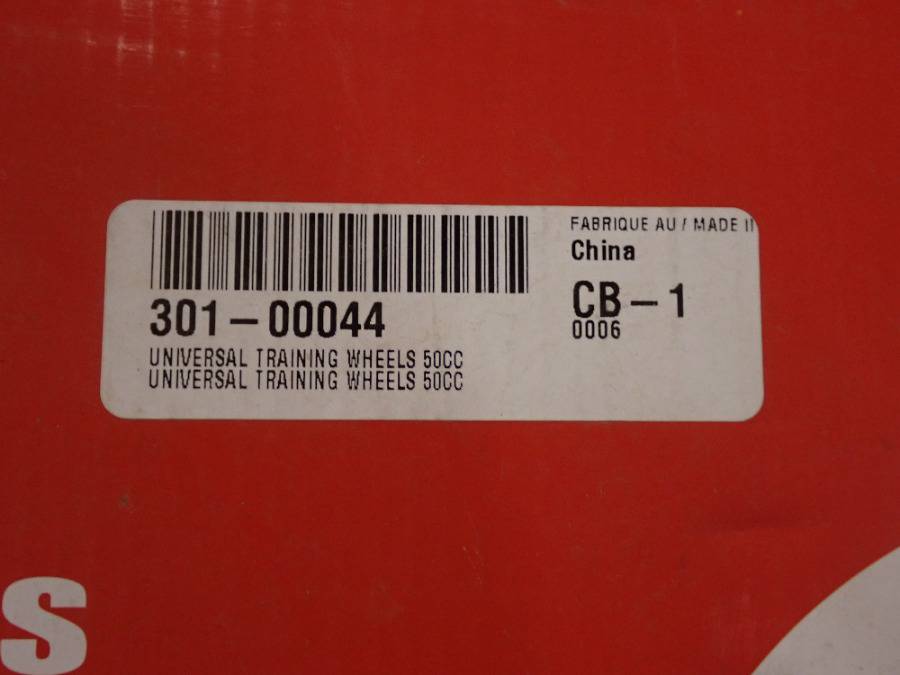 301-00044
UNIVERSAL TRAINING WHEELS 50CC
UNIVERSAL TRAINING WHEELS 50CC
FABRIQUE AU / MADE I
China
CB-1
0006
S